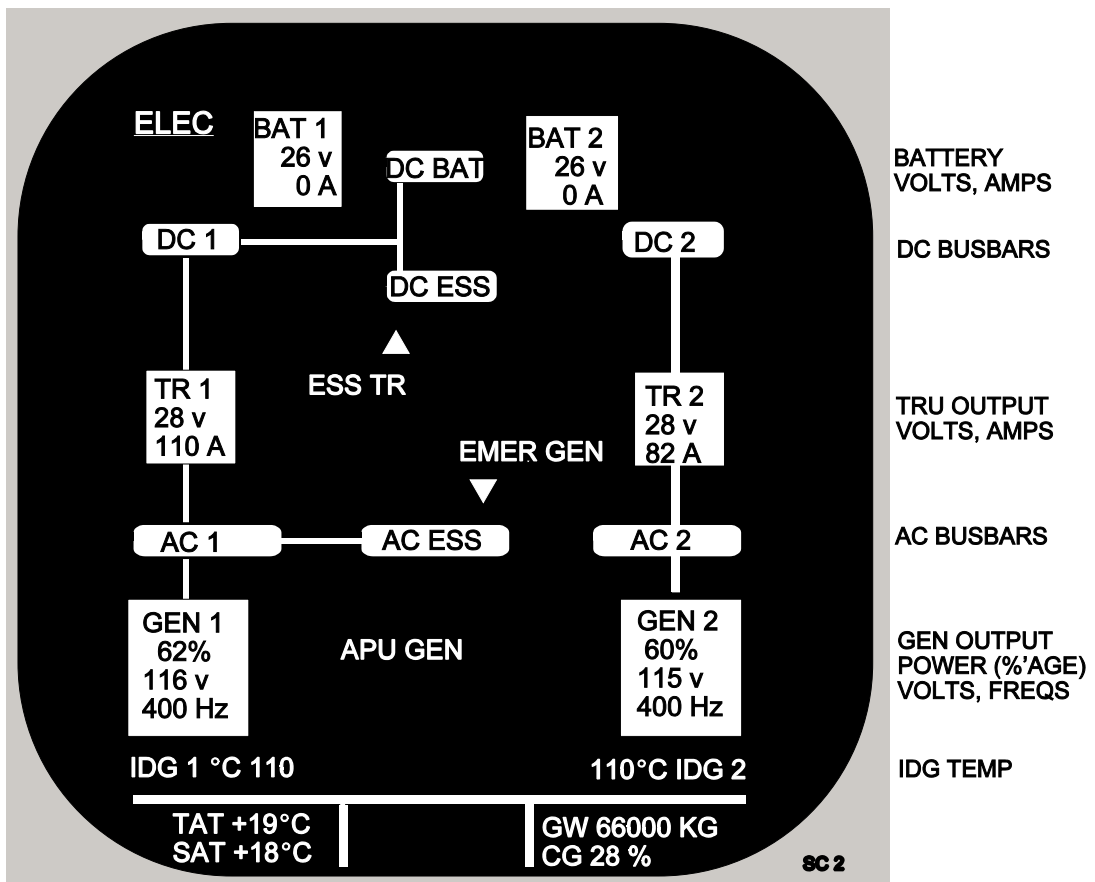 ELEC
BAT 1
26 v
0 A
DC BAT
BAT 2
26 v
0 A
BATTERY
VOLTS, AMPS
DC 1
DC 2
DC BUSBARS
DC ESS
ESS TR
TR 1
28 v
110 A
TR 2
28 v
82 A
TRU OUTPUT
VOLTS, AMPS
EMER GEN
AC 1
AC ESS
AC 2
AC BUSBARS
GEN 1
62%
116 v
400 Hz
APU GEN
GEN 2
60%
115 v
400 Hz
GEN OUTPUT
POWER (%'AGE)
VOLTS, FREQS
IDG 1 °C 110
110°C IDG 2
IDG TEMP
TAT +19°C
SAT +18°C
GW 66000 KG
CG 28 %
SC 2